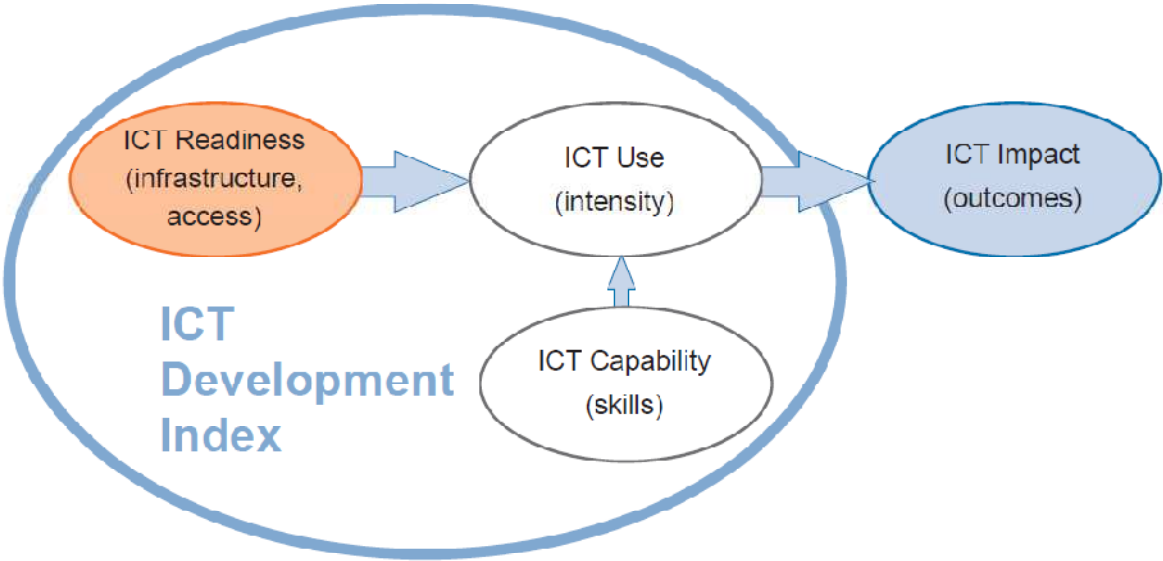 ICT Readiness
(infrastructure,
access)
ICT Use
(intensity)
ICT Impact
(outcomes)
ICT
Development
Index
ICT Capability
(skills)